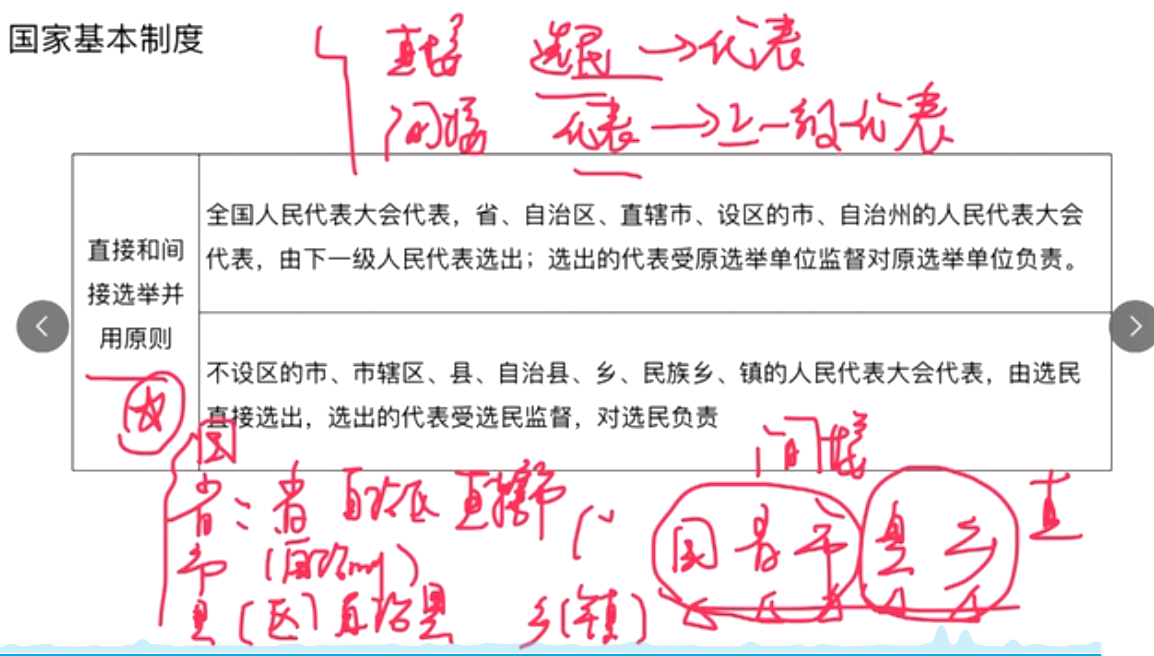 国家基本制度
直接 选民→代表
间接 代表→上一级代表
直接和间
接选举并
用原则
全国人民代表大会代表，省、自治区、直辖市、设区的市、自治州的人民代表大会
代表，由下一级人民代表选出；选出的代表受原选举单位监督对原选举单位负责。
不设区的市、市辖区、县、自治县、乡、民族乡、镇的人民代表大会代表，由选民
直接选出，选出的代表受选民监督，对选民负责
国
省：省 自治区 直辖市
市（自治州）
县（区）自治县 乡（镇）
间接
国省市县乡 直